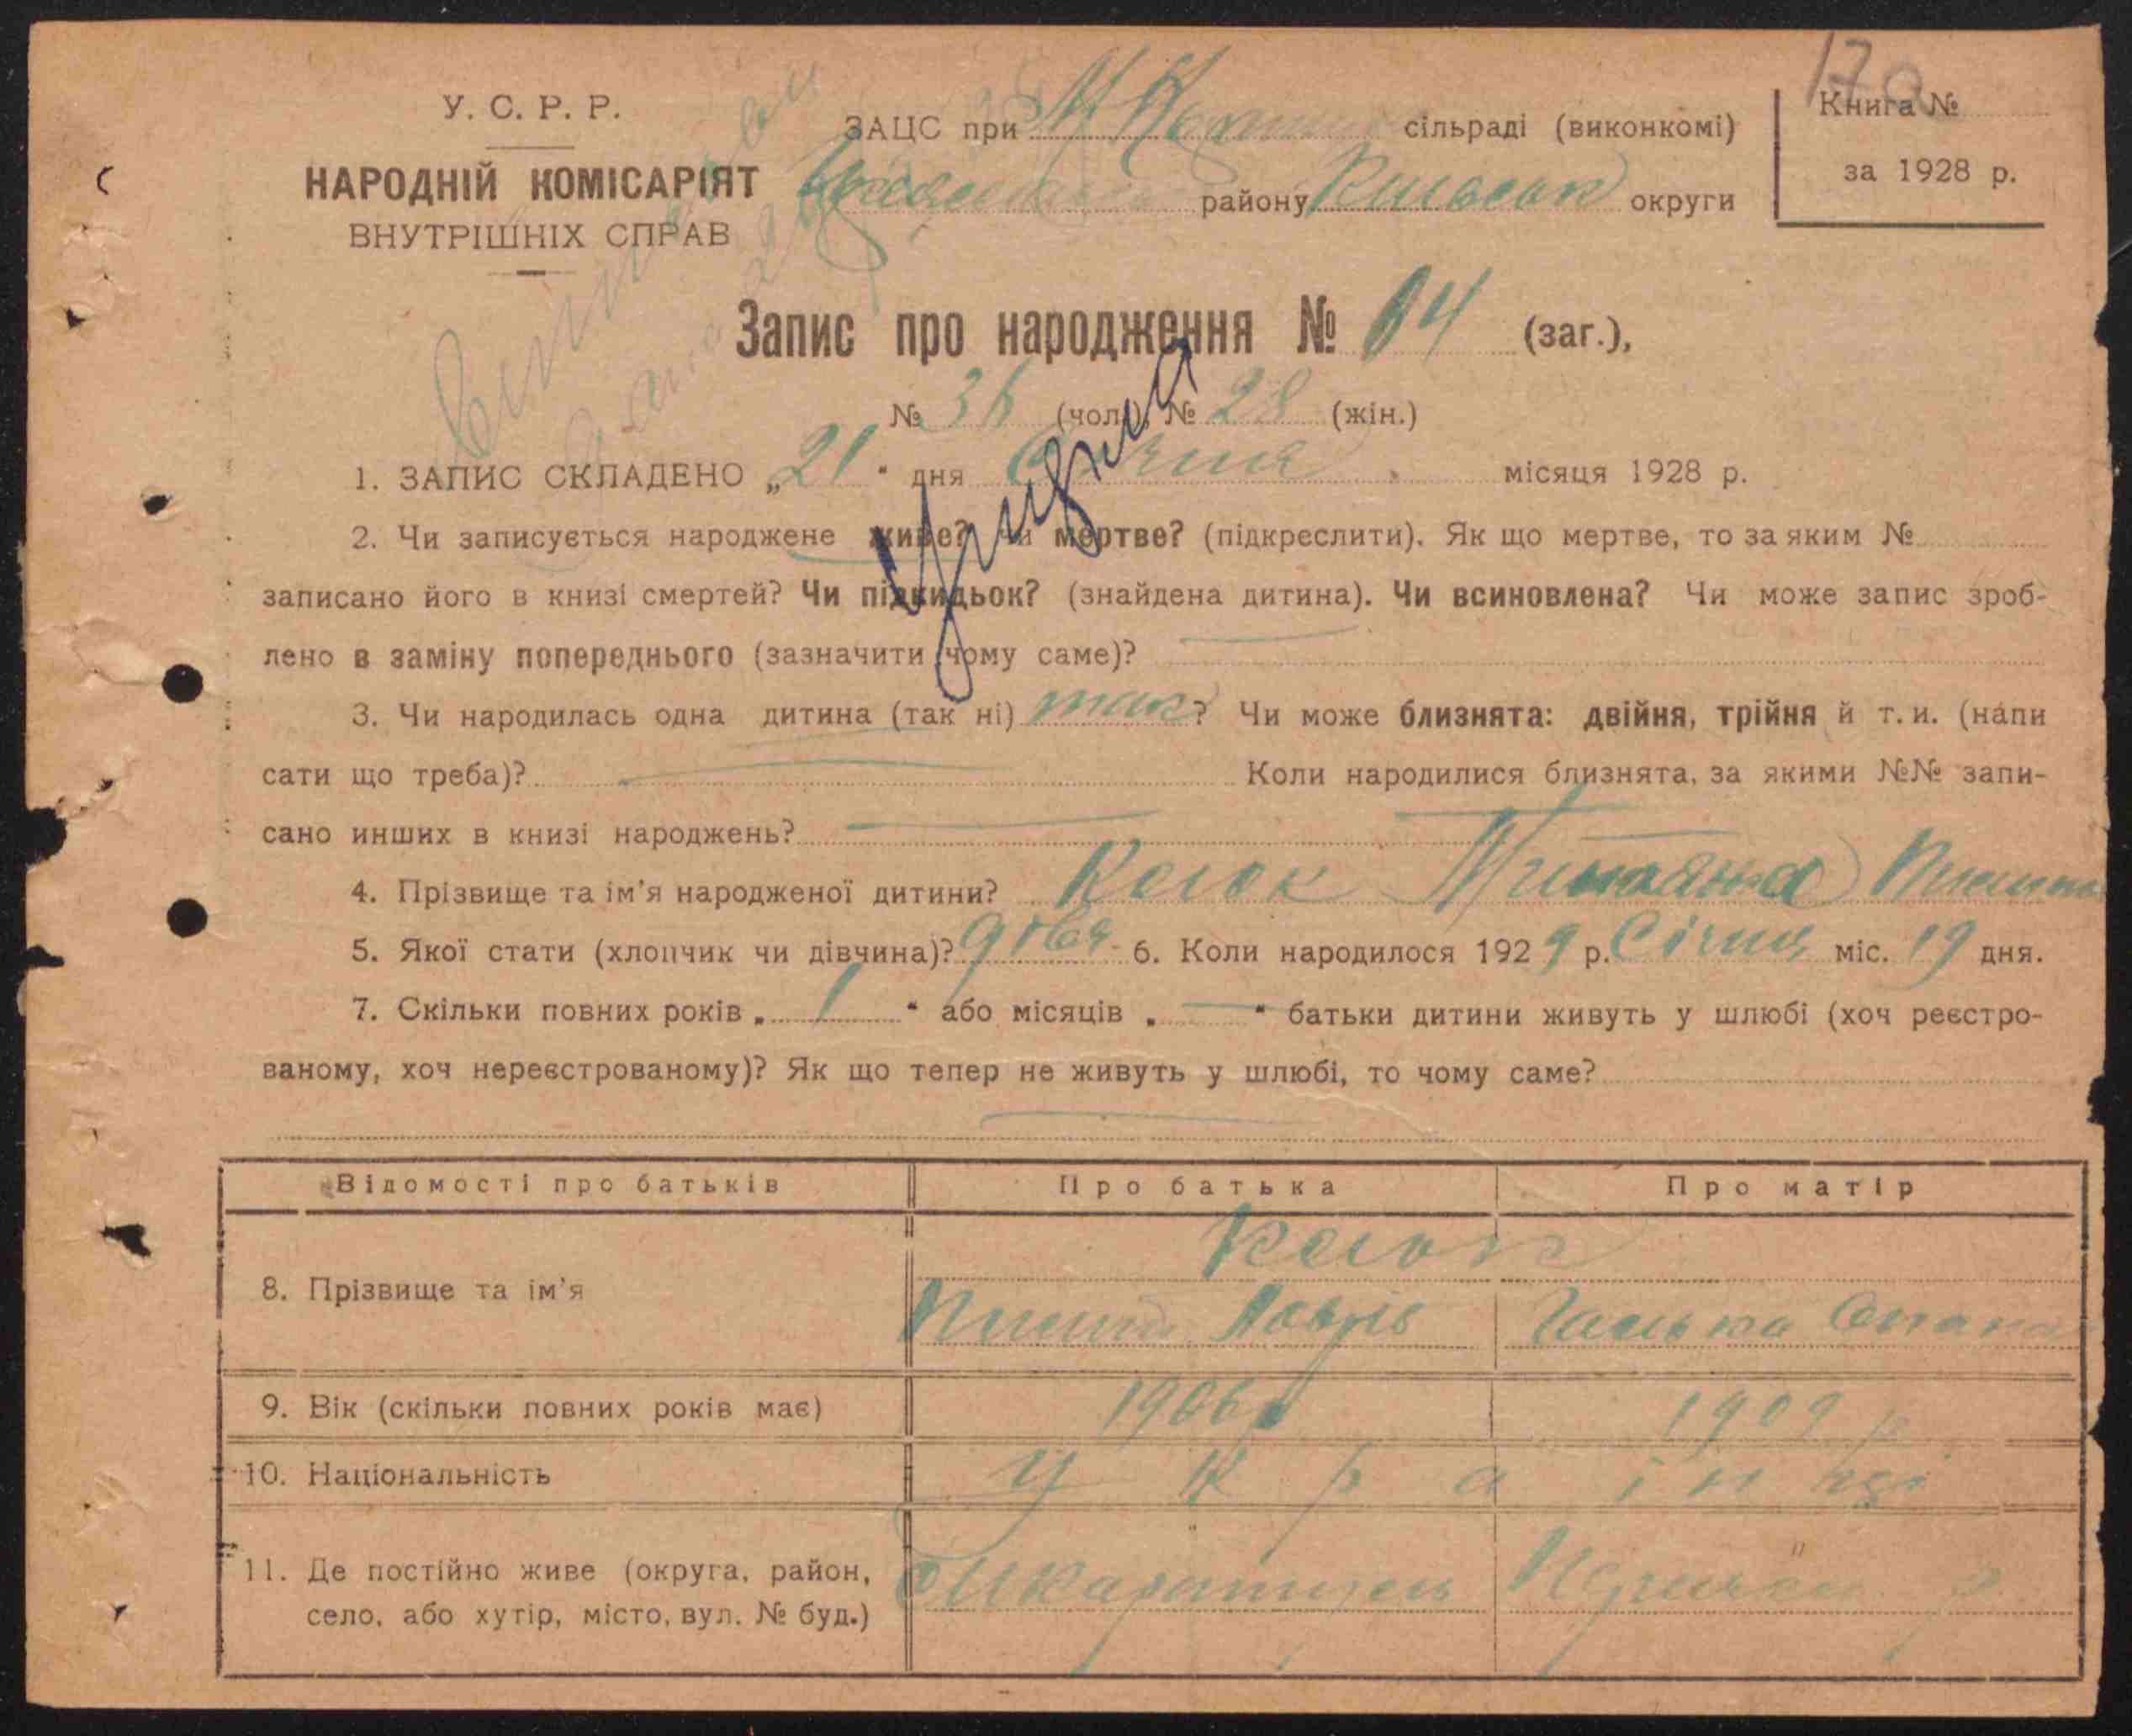 17
У. С. Р. Р.
НАРОДНІЙ КОМІСАРІЯТ
ВНУТРІШНІХ СПРАВ
ЗАЦС при сільраді (виконкомі)
району округи
Книга №
за 1928 р.
Запис про народження № 64 (заг.),
№ 36 (чол.), № 28 (жін.)
1. ЗАПИС СКЛАДЕНО „21“ дня Січня місяця 1928 р.
2. Чи записується народжене живе? чи мертве? (підкреслити). Як що мертве, то за яким №
записано його в книзі смертей? Чи підкидьок? (знайдена дитина). Чи всиновлена? Чи може запис зроб-
лено в заміну попереднього (зазначити чому саме)?
3. Чи народилась одна дитина (так ні) так? Чи може близнята: двійня, трійня й т. и. (напи
сати що треба)? Коли народилися близнята, за якими №№ запи-
сано инших в книзі народжень?
4. Прізвище та ім’я народженої дитини?
5. Якої стати (хлопчик чи дівчина)? дівч 6. Коли народилося 1929 р. Січня міс. 19 дня.
7. Скільки повних років „ 1 “ або місяців „ — “ батьки дитини живуть у шлюбі (хоч реєстро-
ваному, хоч нереєстрованому)? Як що тепер не живуть у шлюбі, то чому саме?
Відомості про батьків Про батька Про матір
8. Прізвище та ім’я
9. Вік (скільки повних років має) 1906 р 1909 р
10. Національність українці
11. Де постійно живе (округа, район,
село, або хутір, місто, вул. № буд.)